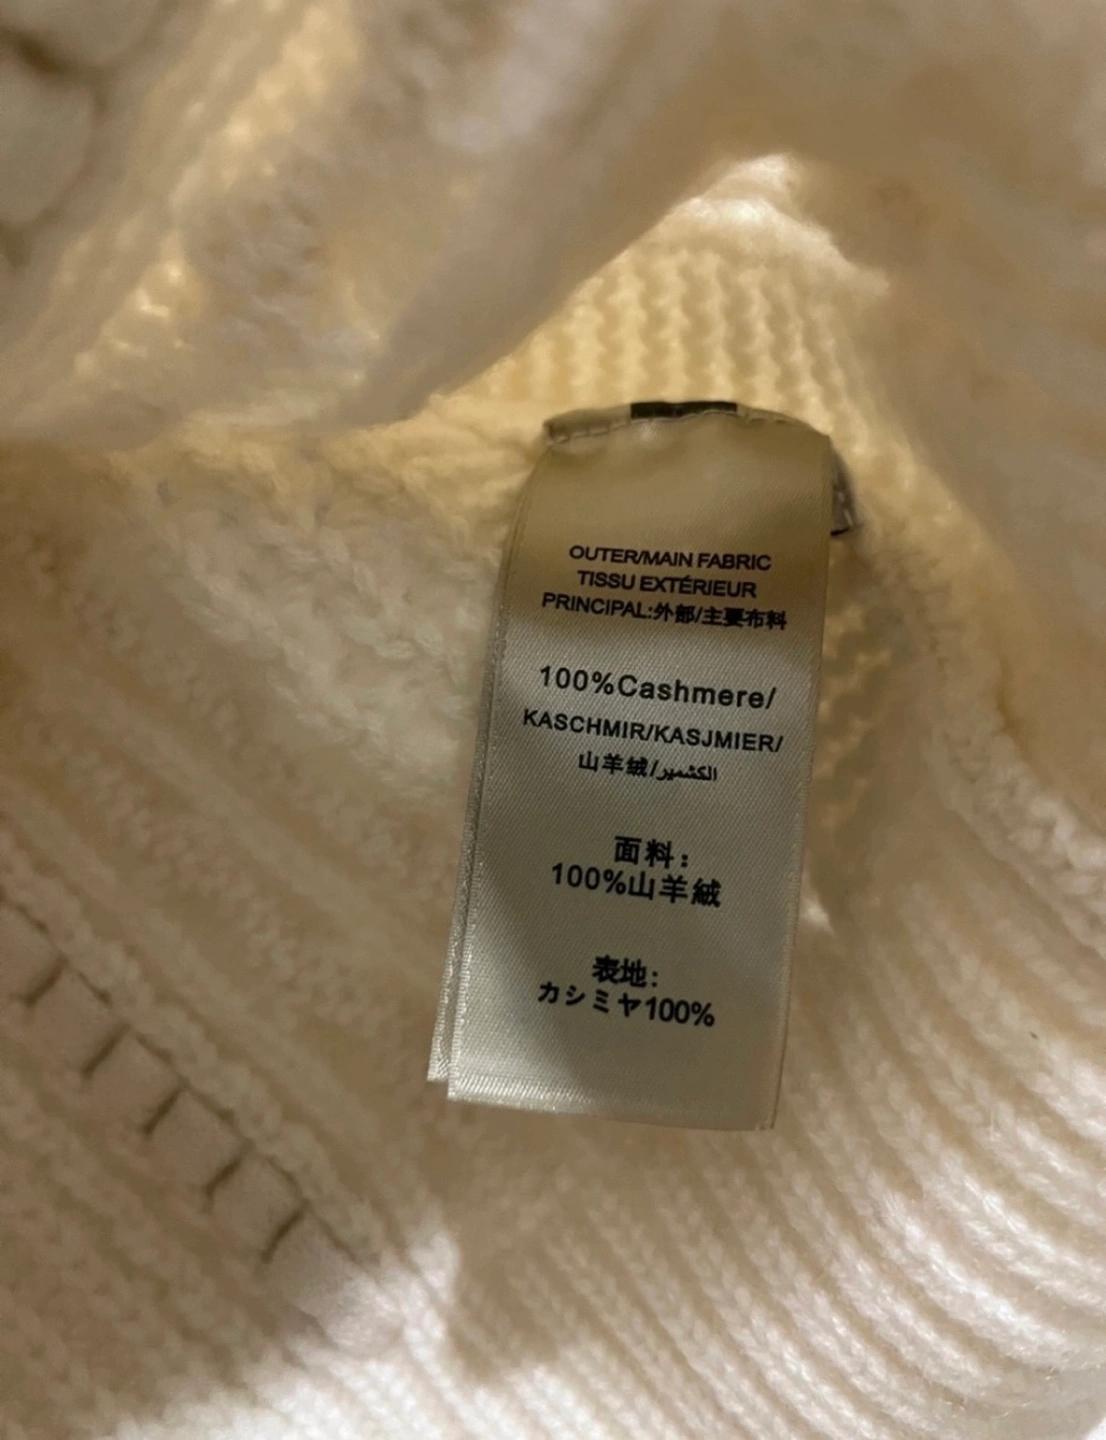 OUTER/MAIN FABRIC
TISSU EXTÉRIEUR
PRINCIPAL:外部/主要布料
100%Cashmere/
KASCHMIR/KASJMIER/
山羊絨/الكشمير
面料：
100%山羊絨
表地：
カシミヤ100%